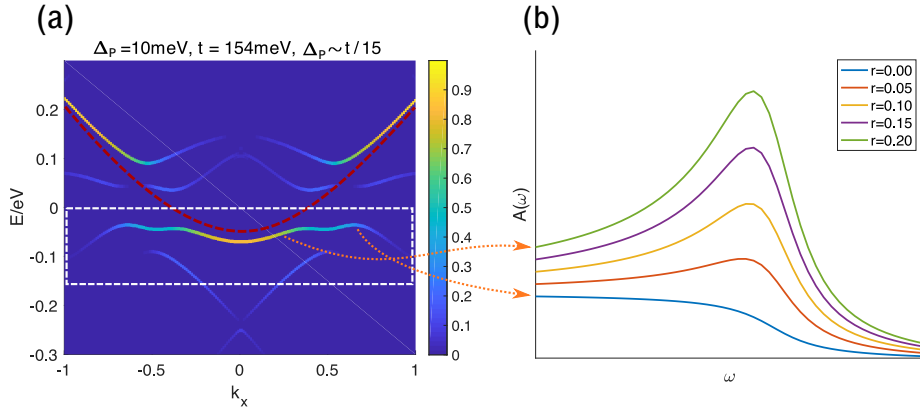 (a)
Δ_P =10meV, t = 154meV, Δ_P∼t / 15
E/eV
0.2
0.1
0
-0.1
-0.2
-0.3
-1
-0.5
0
0.5
1
k_x
0.9
0.8
0.7
0.6
0.5
0.4
0.3
0.2
0.1
0
(b)
A(ω)
ω
r=0.00
r=0.05
r=0.10
r=0.15
r=0.20